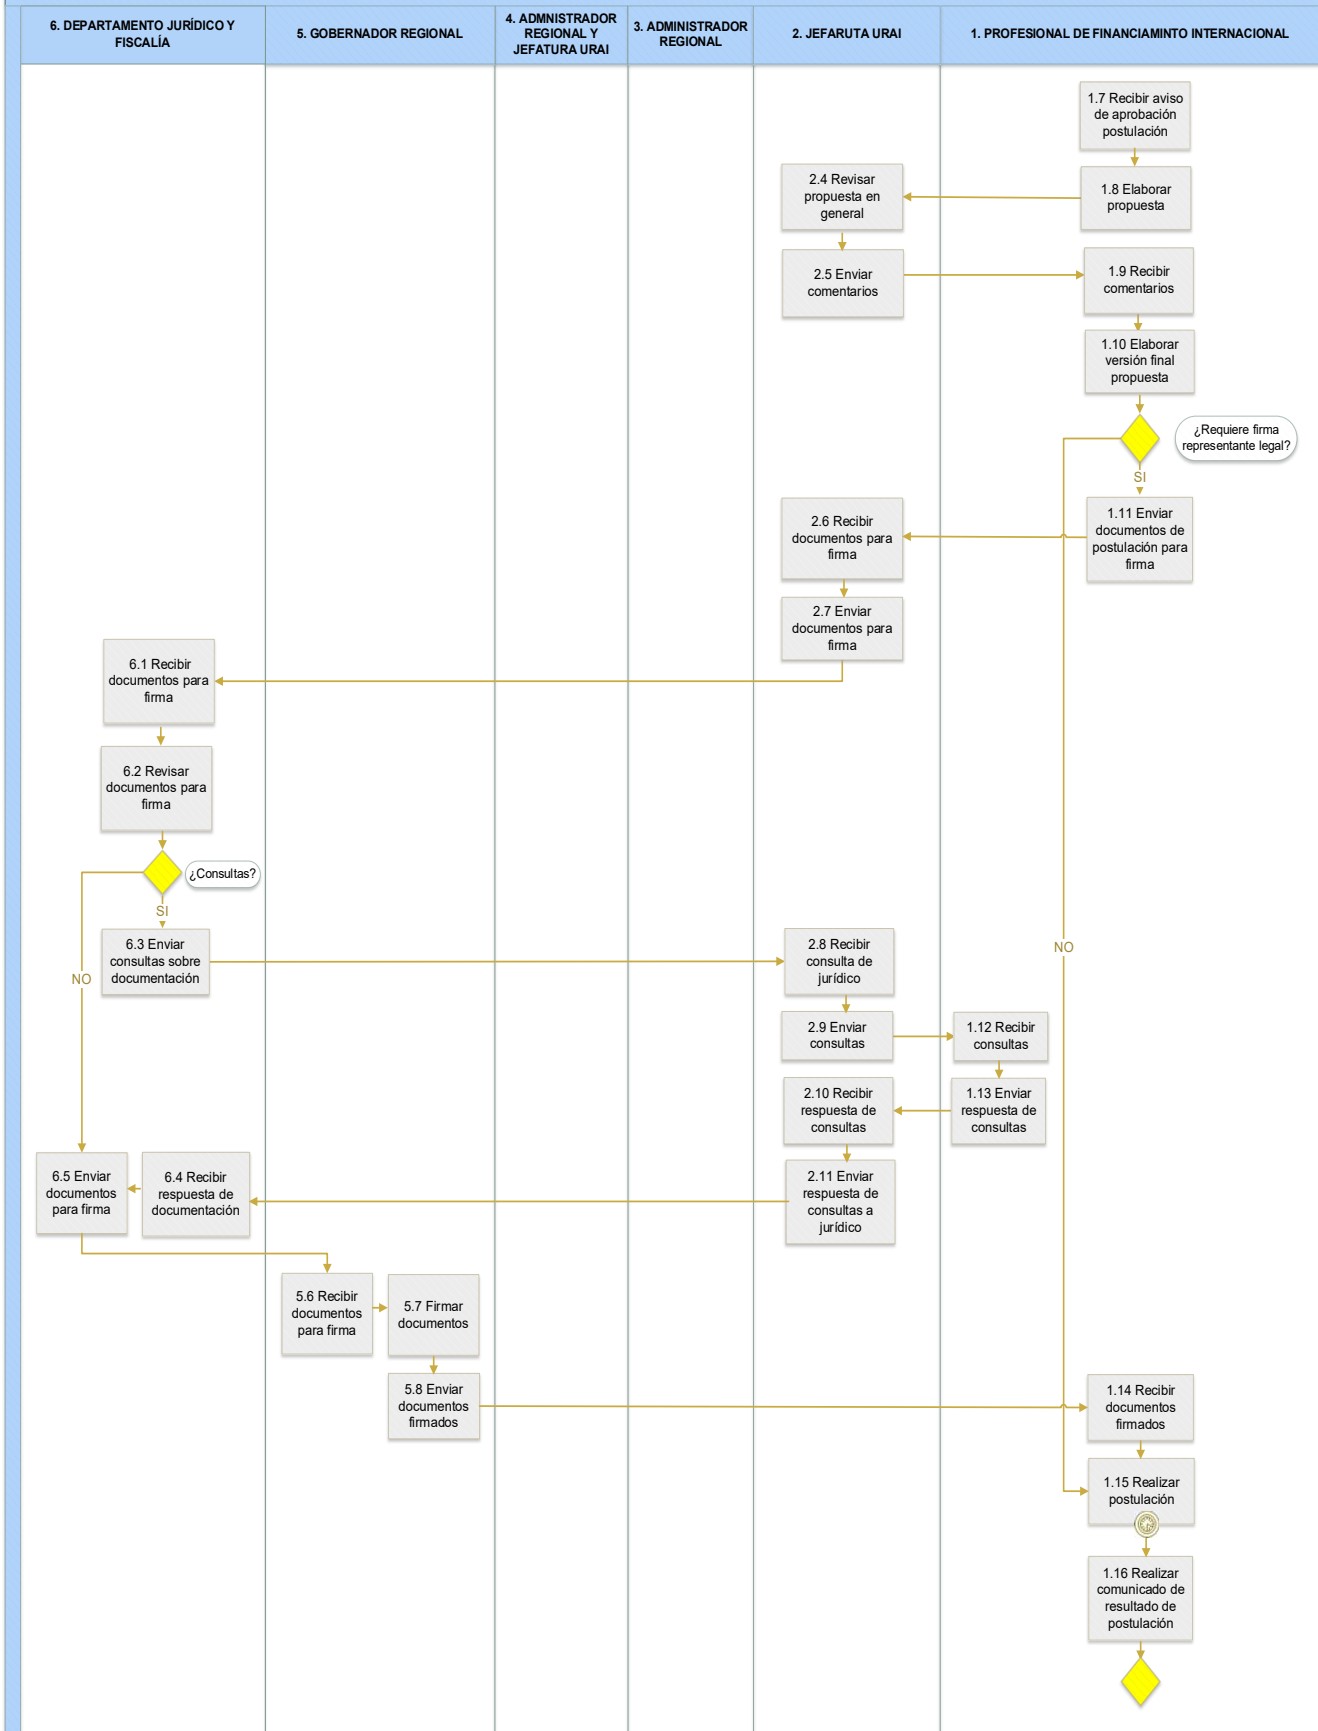 6. DEPARTAMENTO JURÍDICO Y
FISCALÍA
5. GOBERNADOR REGIONAL
4. ADMNISTRADOR
REGIONAL Y
JEFATURA URAI
3. ADMINISTRADOR
REGIONAL
2. JEFARUTA URAI
1. PROFESIONAL DE FINANCIAMINTO INTERNACIONAL
1.7 Recibir aviso
de aprobación
postulación
2.4 Revisar
propuesta en
general
1.8 Elaborar
propuesta
2.5 Enviar
comentarios
1.9 Recibir
comentarios
1.10 Elaborar
versión final
propuesta
¿Requiere firma
representante legal?
SI
2.6 Recibir
documentos para
firma
1.11 Enviar
documentos de
postulación para
firma
2.7 Enviar
documentos para
firma
6.1 Recibir
documentos para
firma
6.2 Revisar
documentos para
firma
¿Consultas?
SI
NO
6.3 Enviar
consultas sobre
documentación
2.8 Recibir
consulta de
jurídico
NO
2.9 Enviar
consultas
1.12 Recibir
consultas
2.10 Recibir
respuesta de
consultas
1.13 Enviar
respuesta de
consultas
6.5 Enviar
documentos
para firma
6.4 Recibir
respuesta de
documentación
2.11 Enviar
respuesta de
consultas a
jurídico
5.6 Recibir
documentos
para firma
5.7 Firmar
documentos
5.8 Enviar
documentos
firmados
1.14 Recibir
documentos
firmados
1.15 Realizar
postulación
1.16 Realizar
comunicado de
resultado de
postulación